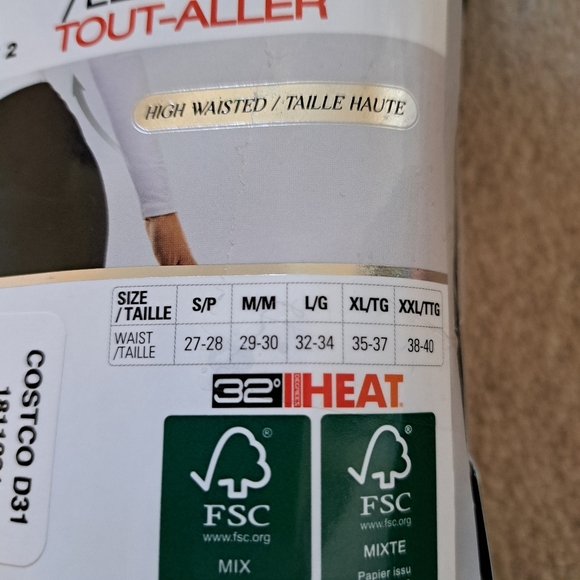 TOUT-ALLER
2
HIGH WAISTED / TAILLE HAUTE
SIZE /TAILLE S/P M/M L/G XL/TG XXL/TTG
WAIST /TAILLE 27-28 29-30 32-34 35-37 38-40
32° DEGREES HEAT
COSTCO D31
® ®
FSC FSC
www.fsc.org www.fsc.org
MIX MIXTE
Papier issu